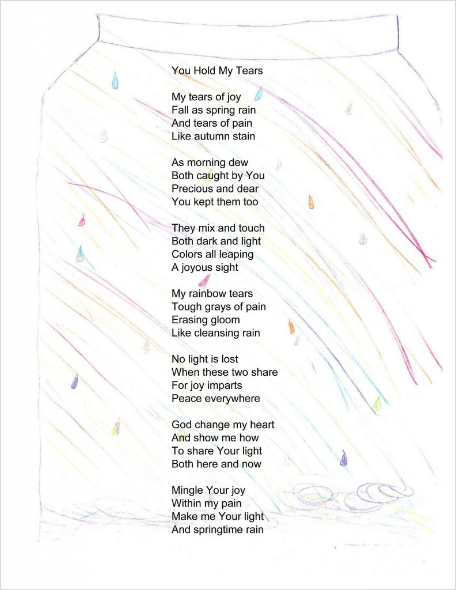 You Hold My Tears
My tears of joy
Fall as spring rain
And tears of pain
Like autumn stain
As morning dew
Both caught by You
Precious and dear
You kept them too
They mix and touch
Both dark and light
Colors all leaping
A joyous sight
My rainbow tears
Tough grays of pain
Erasing gloom
Like cleansing rain
No light is lost
When these two share
For joy imparts
Peace everywhere
God change my heart
And show me how
To share Your light
Both here and now
Mingle Your joy
Within my pain
Make me Your light
And springtime rain